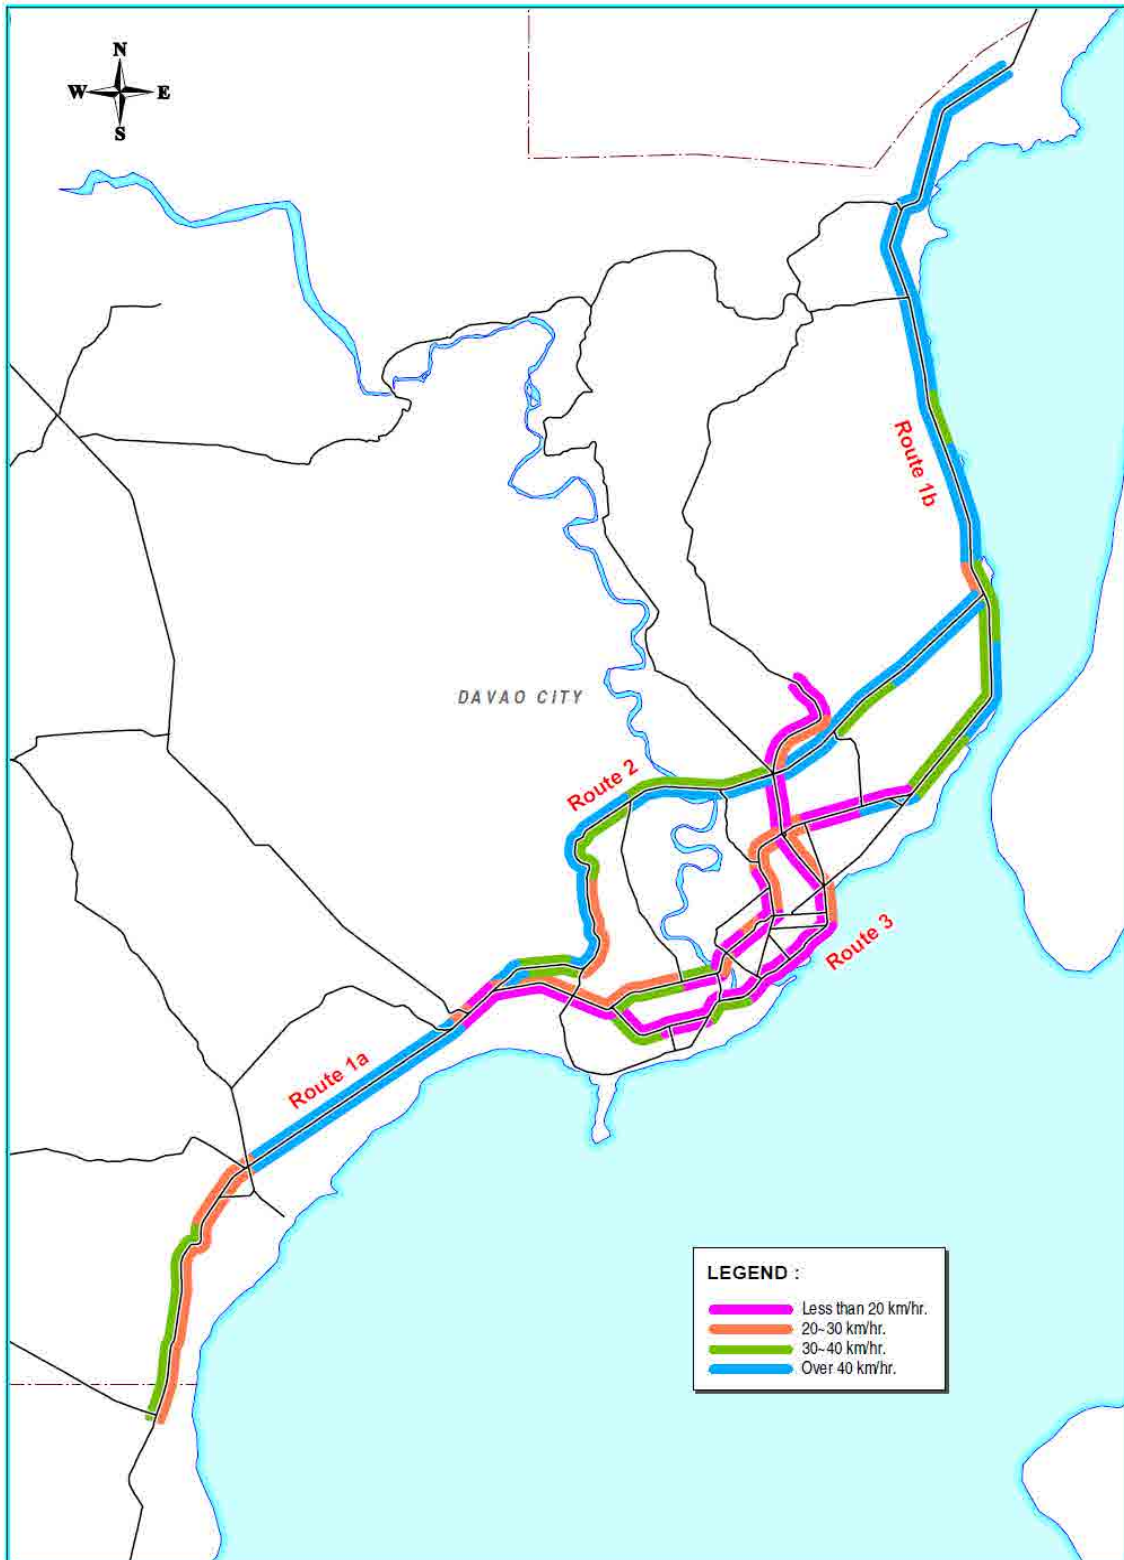 N
W E
S
Route 1b
DAVAO CITY
Route 2
Route 3
Route 1a
LEGEND :
Less than 20 km/hr.
20~30 km/hr.
30~40 km/hr.
Over 40 km/hr.